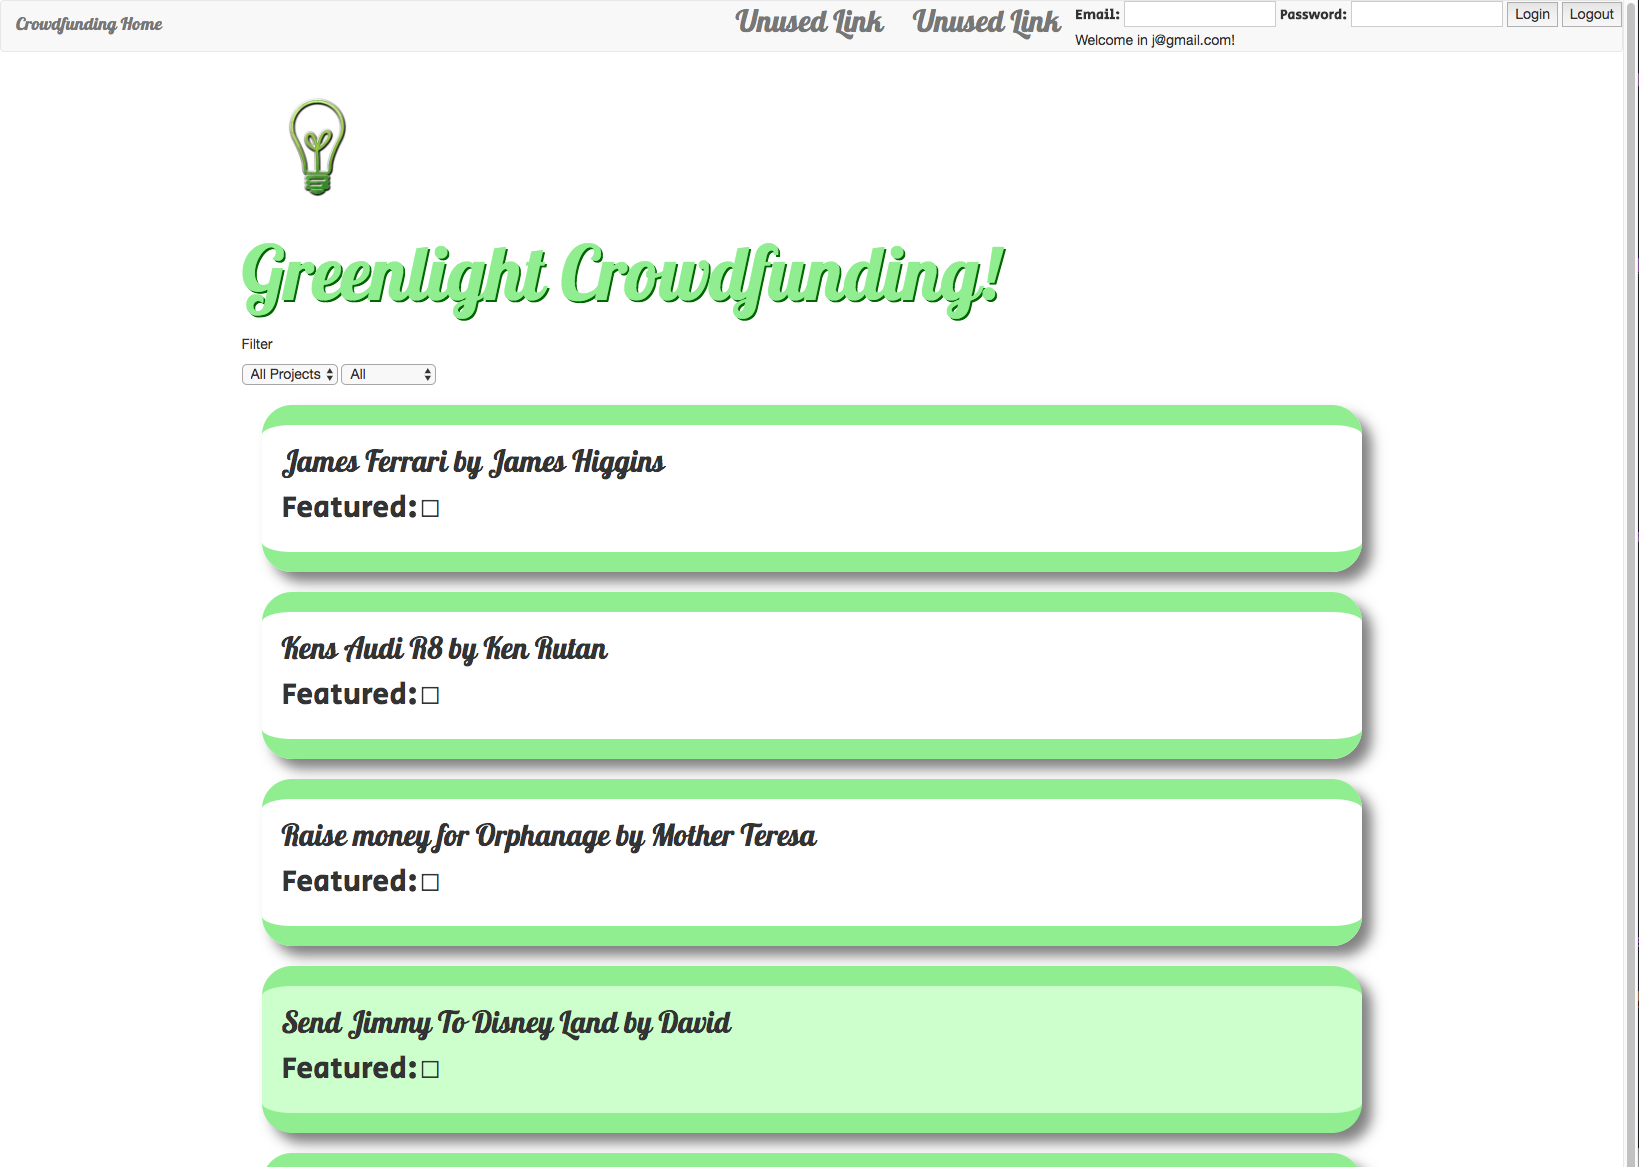 Crowdfunding Home
Unused Link
Unused Link
Email:
Password:
Login
Logout
Welcome in j@gmail.com!
Greenlight Crowdfunding!
Filter
All Projects
All
James Ferrari by James Higgins
Featured:
Kens Audi R8 by Ken Rutan
Featured:
Raise money for Orphanage by Mother Teresa
Featured:
Send Jimmy To Disney Land by David
Featured: